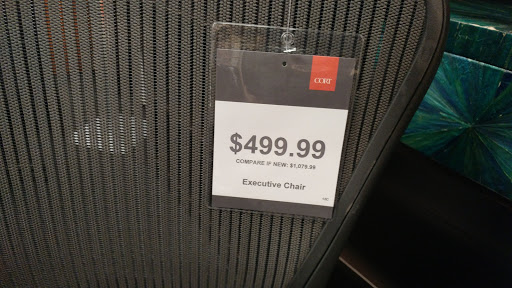 CORT
$499.99
COMPARE IF NEW: $1,079.99
Executive Chair